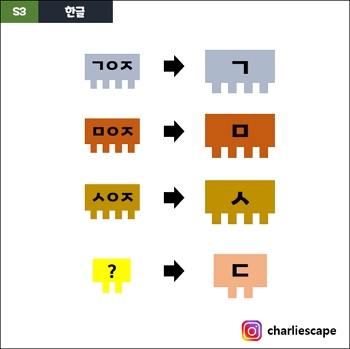 S3 한글
ㄱㅇㅈ ㄱ
ㅁㅇㅈ ㅁ
ㅅㅇㅈ ㅅ
? ㄷ
charliescape